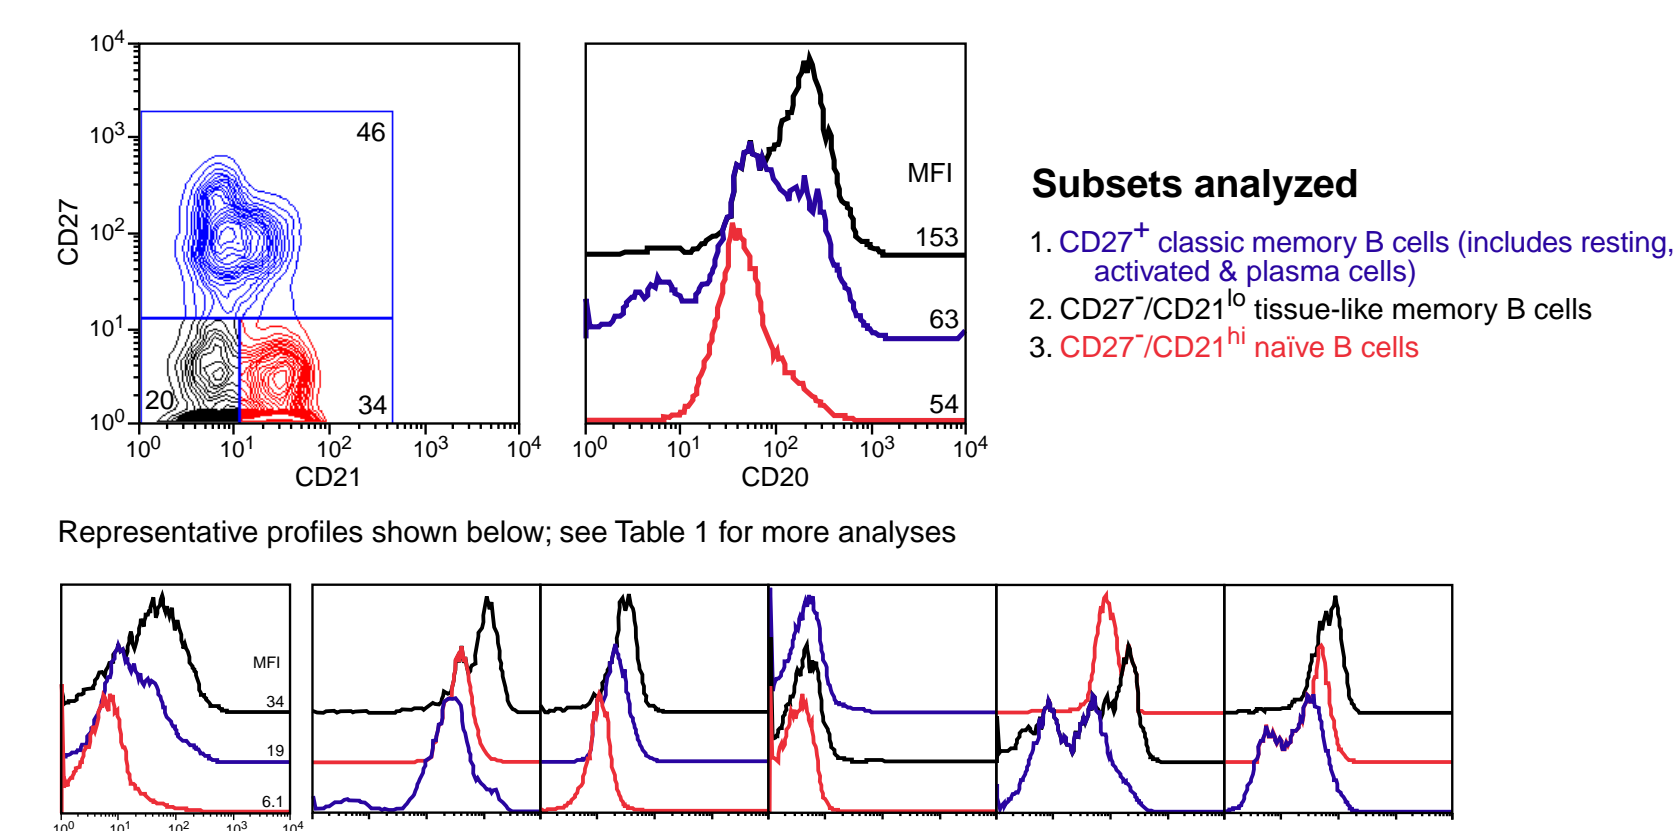 10^4
10^3
10^2
10^1
10^0
CD27
46
20
34
10^0 10^1 10^2 10^3 10^4
CD21
MFI
153
63
54
10^0 10^1 10^2 10^3 10^4
CD20
Subsets analyzed
1. CD27^+ classic memory B cells (includes resting,
activated & plasma cells)
2. CD27^-/CD21^lo tissue-like memory B cells
3. CD27^-/CD21^hi naïve B cells
Representative profiles shown below; see Table 1 for more analyses
MFI
34
19
6.1
10^0 10^1 10^2 10^3 10^4